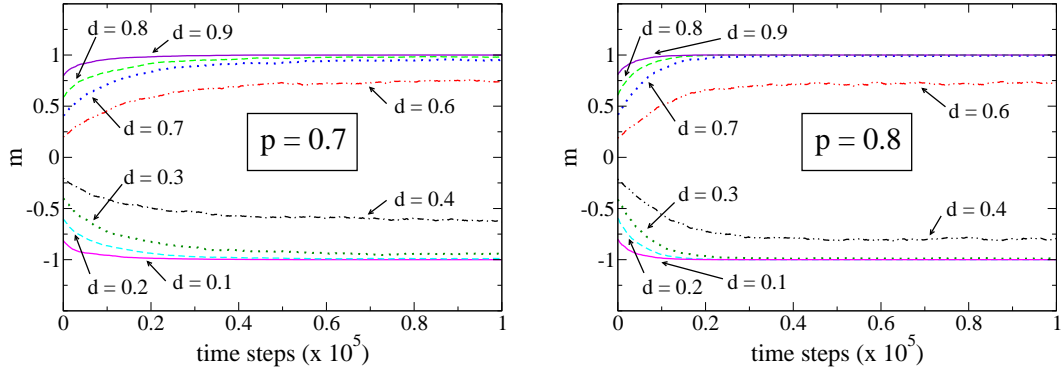 d = 0.8
d = 0.9
1
0.5
d = 0.7
d = 0.6
p = 0.7
m
0
d = 0.3
d = 0.4
-0.5
-1
d = 0.2
d = 0.1
0 0.2 0.4 0.6 0.8 1
time steps (x 10^5)
d = 0.8
d = 0.9
1
0.5
d = 0.7
d = 0.6
p = 0.8
m
0
d = 0.3
d = 0.4
-0.5
-1
d = 0.2
d = 0.1
0 0.2 0.4 0.6 0.8 1
time steps (x 10^5)